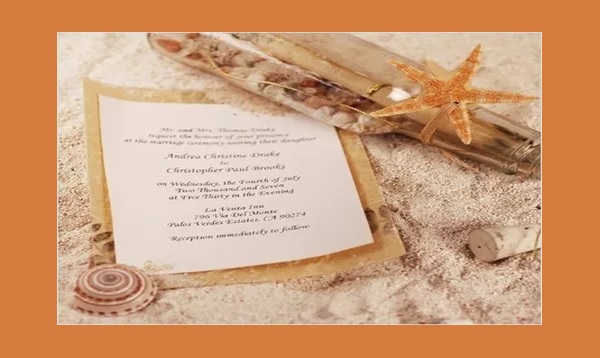 Mr. and Mrs. Thomas Drake
request the honour of your presence
at the marriage ceremony uniting their daughter
Andrea Christine Drake
to
Christopher Paul Brooks
on Wednesday, the Fourth of July
Two Thousand and Seven
at Five Thirty in the Evening
La Venta Inn
796 Via Del Monte
Palos Verdes Estates, CA 90274
Reception immediately to follow